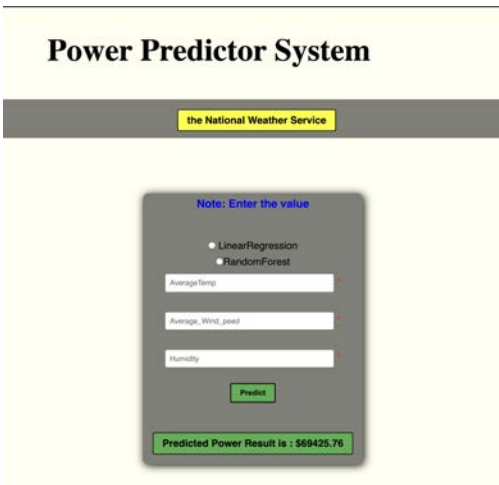 Power Predictor System
the National Weather Service
Note: Enter the value
LinearRegression
RandomForest
AverageTemp *
Average_Wind_peed *
Humidity *
Predict
Predicted Power Result is : $69425.76